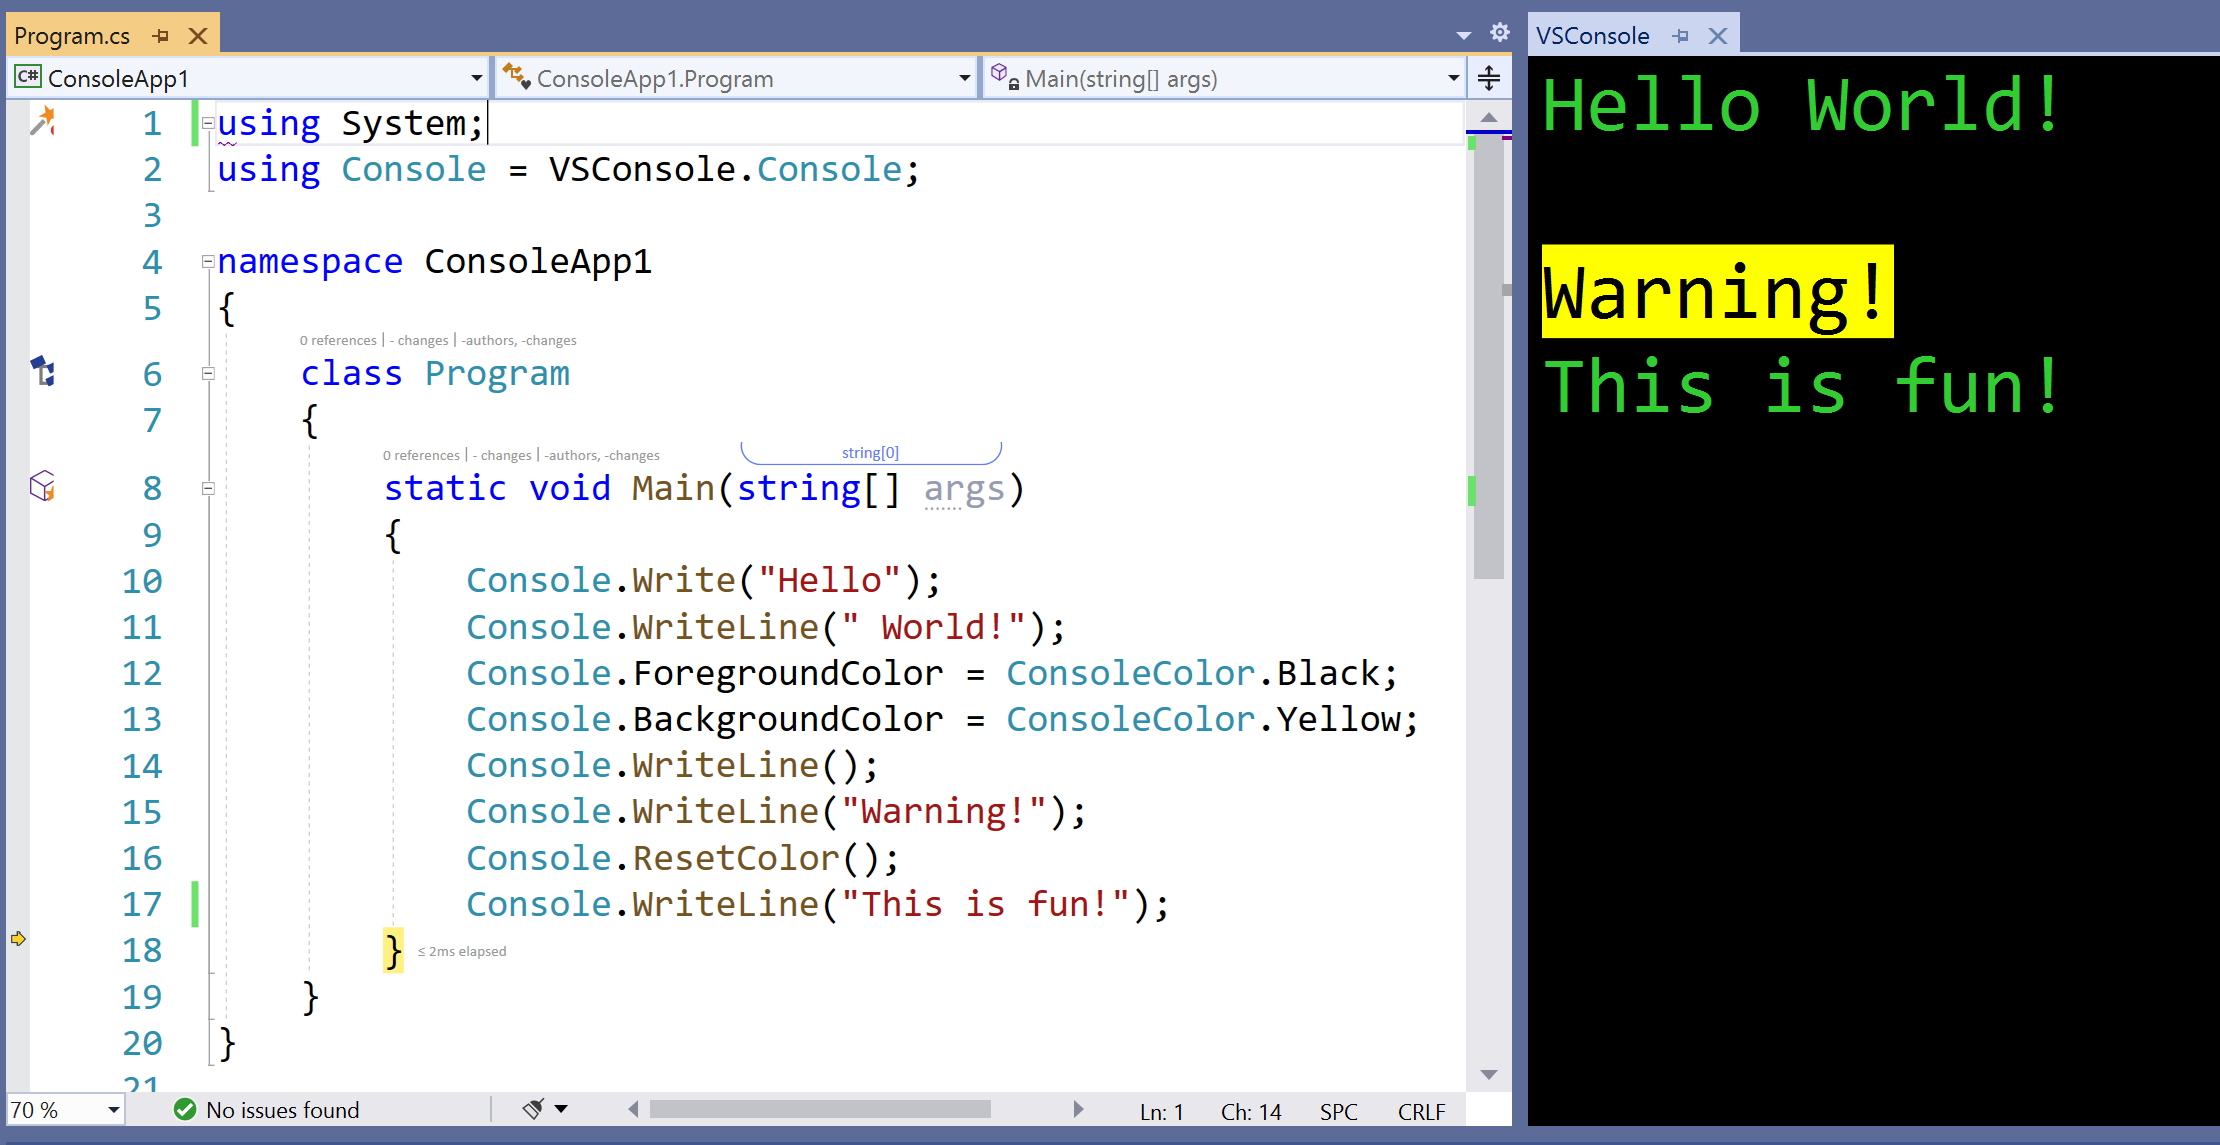 Program.cs
VSConsole
C# ConsoleApp1
ConsoleApp1.Program
Main(string[] args)
1 using System;
2 using Console = VSConsole.Console;
3
4 namespace ConsoleApp1
5 {
0 references | - changes | -authors, -changes
6 class Program
7 {
0 references | - changes | -authors, -changes
string[0]
8 static void Main(string[] args)
9 {
10 Console.Write("Hello");
11 Console.WriteLine(" World!");
12 Console.ForegroundColor = ConsoleColor.Black;
13 Console.BackgroundColor = ConsoleColor.Yellow;
14 Console.WriteLine();
15 Console.WriteLine("Warning!");
16 Console.ResetColor();
17 Console.WriteLine("This is fun!");
18 } ≤ 2ms elapsed
19 }
20 }
21
70 %
No issues found
Ln: 1 Ch: 14 SPC CRLF
Hello World!
Warning!
This is fun!